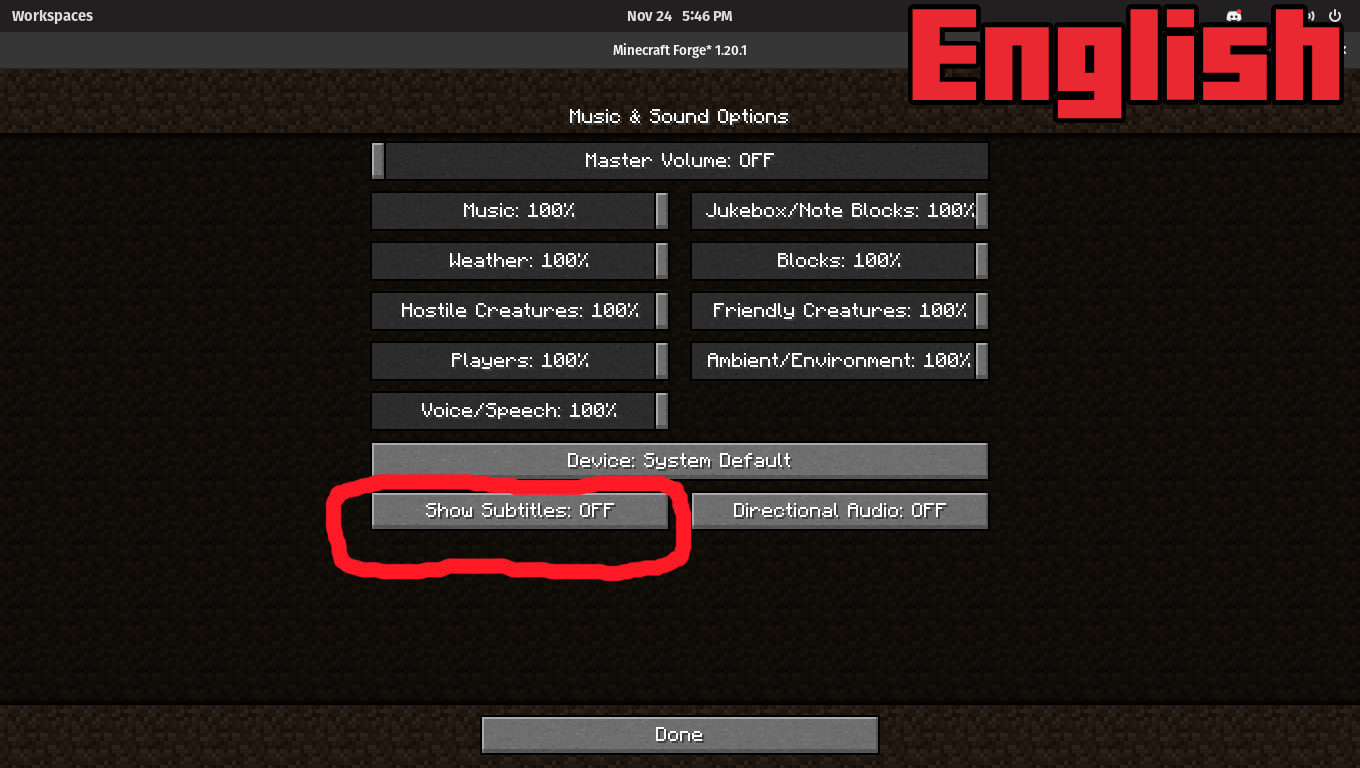 Workspaces
Nov 24 5:46 PM
English
Minecraft Forge* 1.20.1
Music & Sound Options
Master Volume: OFF
Music: 100%
Jukebox/Note Blocks: 100%
Weather: 100%
Blocks: 100%
Hostile Creatures: 100%
Friendly Creatures: 100%
Players: 100%
Ambient/Environment: 100%
Voice/Speech: 100%
Device: System Default
Show Subtitles: OFF
Directional Audio: OFF
Done